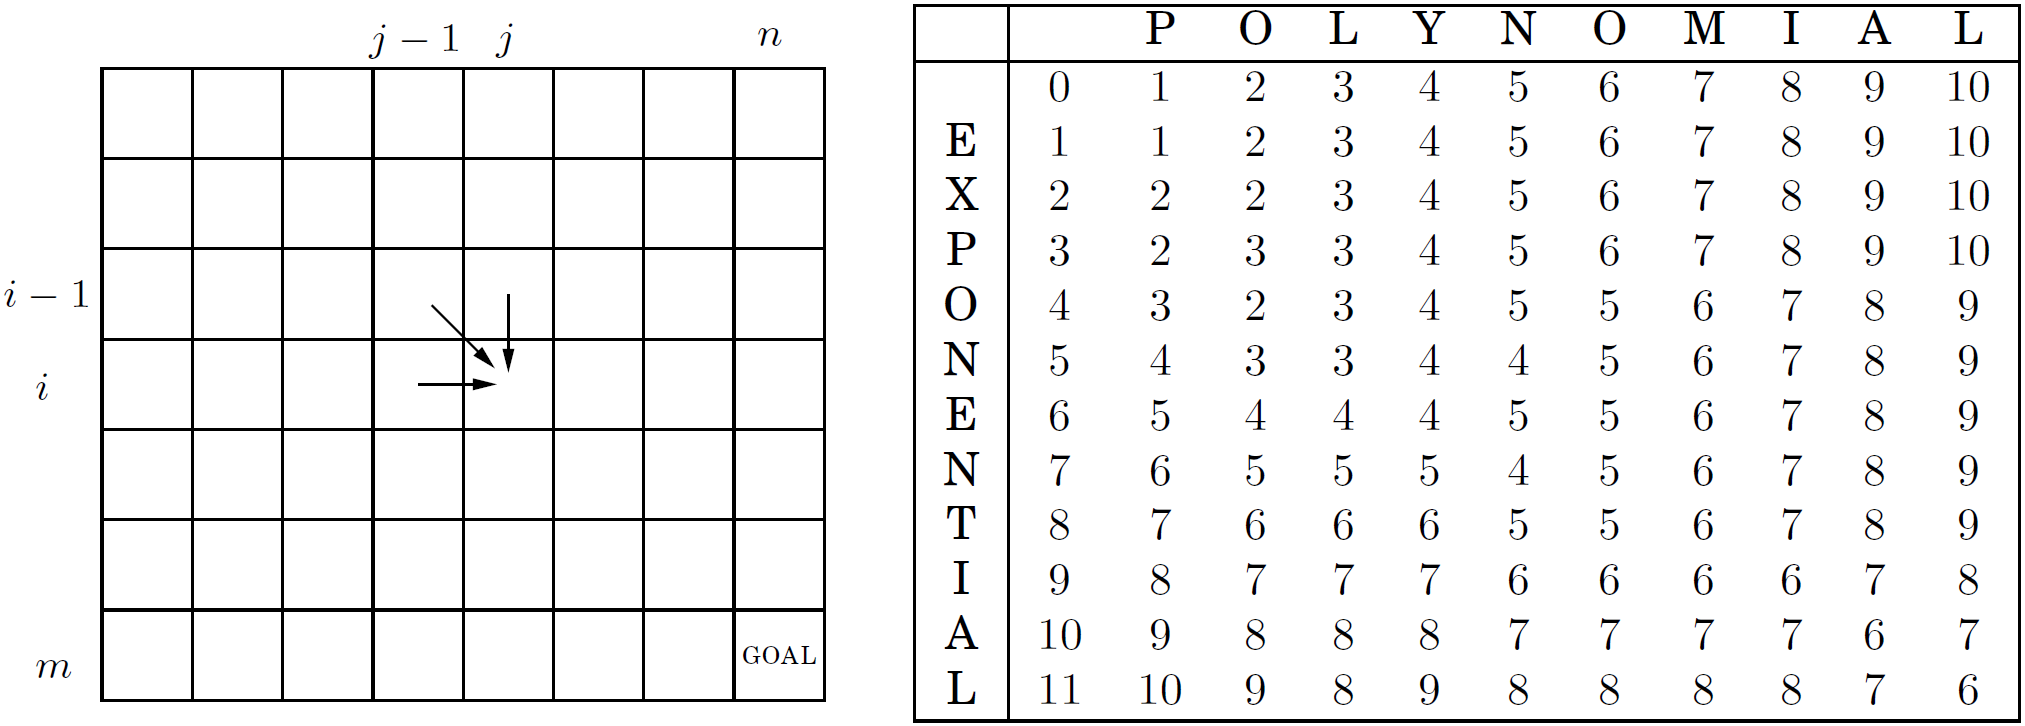 j − 1 j n
i − 1
i
m GOAL
P O L Y N O M I A L
0 1 2 3 4 5 6 7 8 9 10
E 1 1 2 3 4 5 6 7 8 9 10
X 2 2 2 3 4 5 6 7 8 9 10
P 3 2 3 3 4 5 6 7 8 9 10
O 4 3 2 3 4 5 5 6 7 8 9
N 5 4 3 3 4 4 5 6 7 8 9
E 6 5 4 4 4 5 5 6 7 8 9
N 7 6 5 5 5 4 5 6 7 8 9
T 8 7 6 6 6 5 5 6 7 8 9
I 9 8 7 7 7 6 6 6 6 7 8
A 10 9 8 8 8 7 7 7 7 6 7
L 11 10 9 8 9 8 8 8 8 7 6